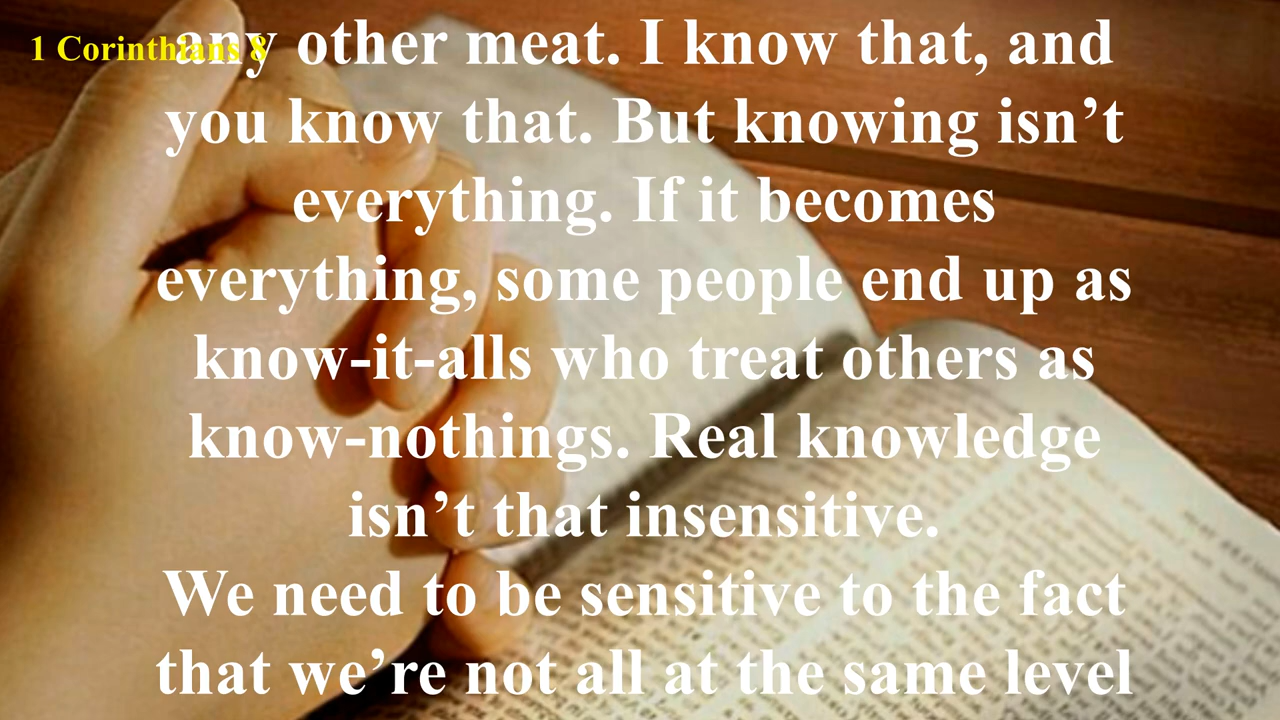 1 Corinthians 8
any other meat. I know that, and
you know that. But knowing isn’t
everything. If it becomes
everything, some people end up as
know-it-alls who treat others as
know-nothings. Real knowledge
isn’t that insensitive.
We need to be sensitive to the fact
that we’re not all at the same level